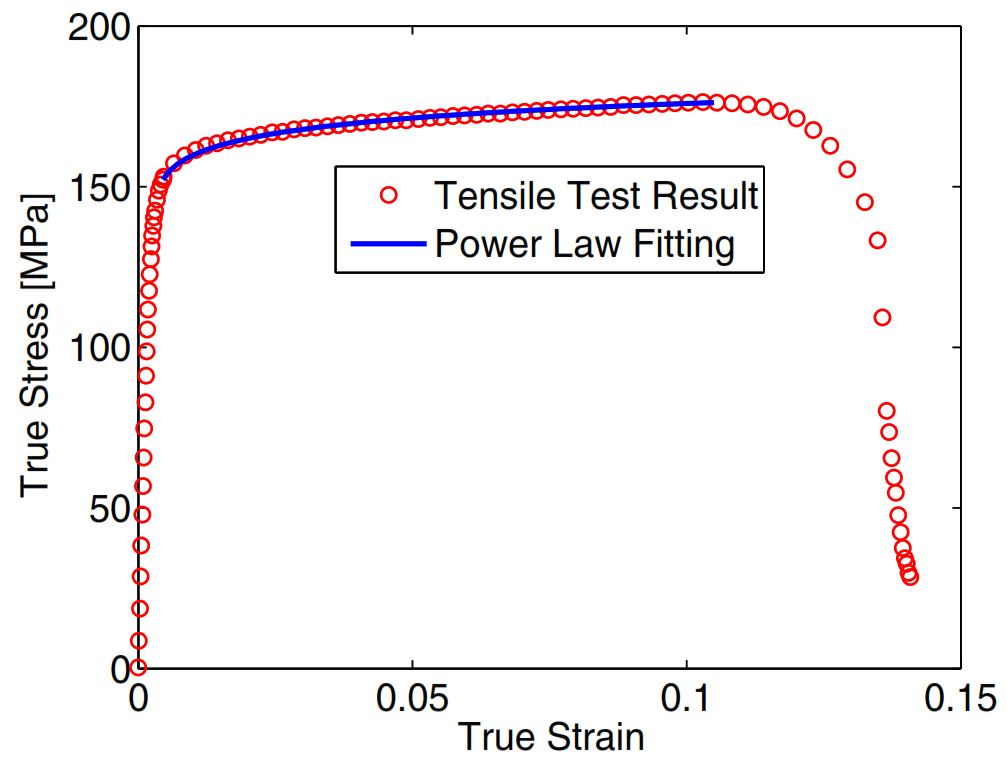 200
150
100
50
0
0
0.05
0.1
0.15
True Stress [MPa]
True Strain
Tensile Test Result
Power Law Fitting